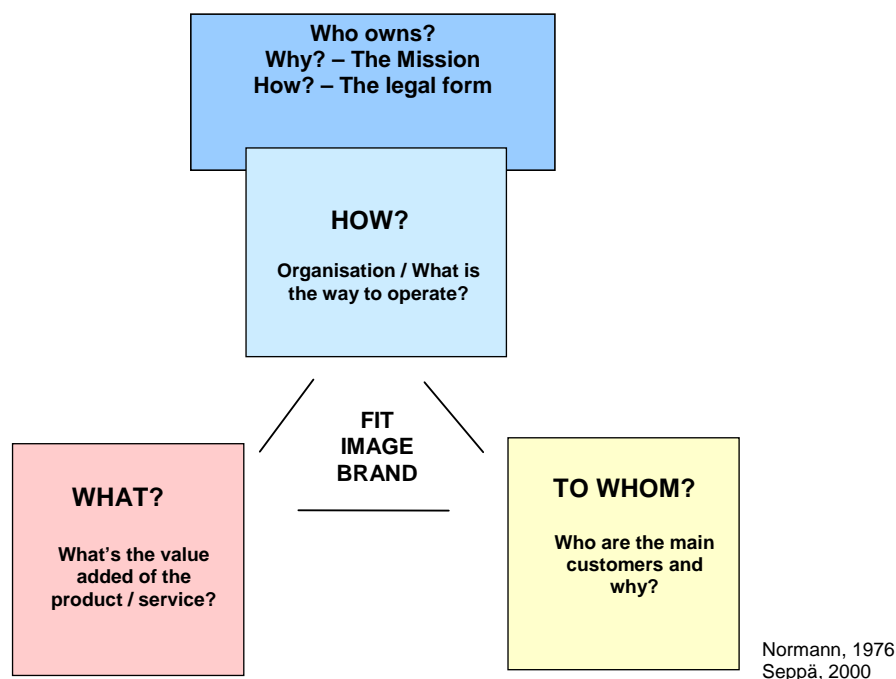 Who owns?
Why? – The Mission
How? – The legal form
HOW?
Organisation / What is
the way to operate?
FIT
IMAGE
BRAND
WHAT?
What's the value
added of the
product / service?
TO WHOM?
Who are the main
customers and
why?
Normann, 1976
Seppä, 2000